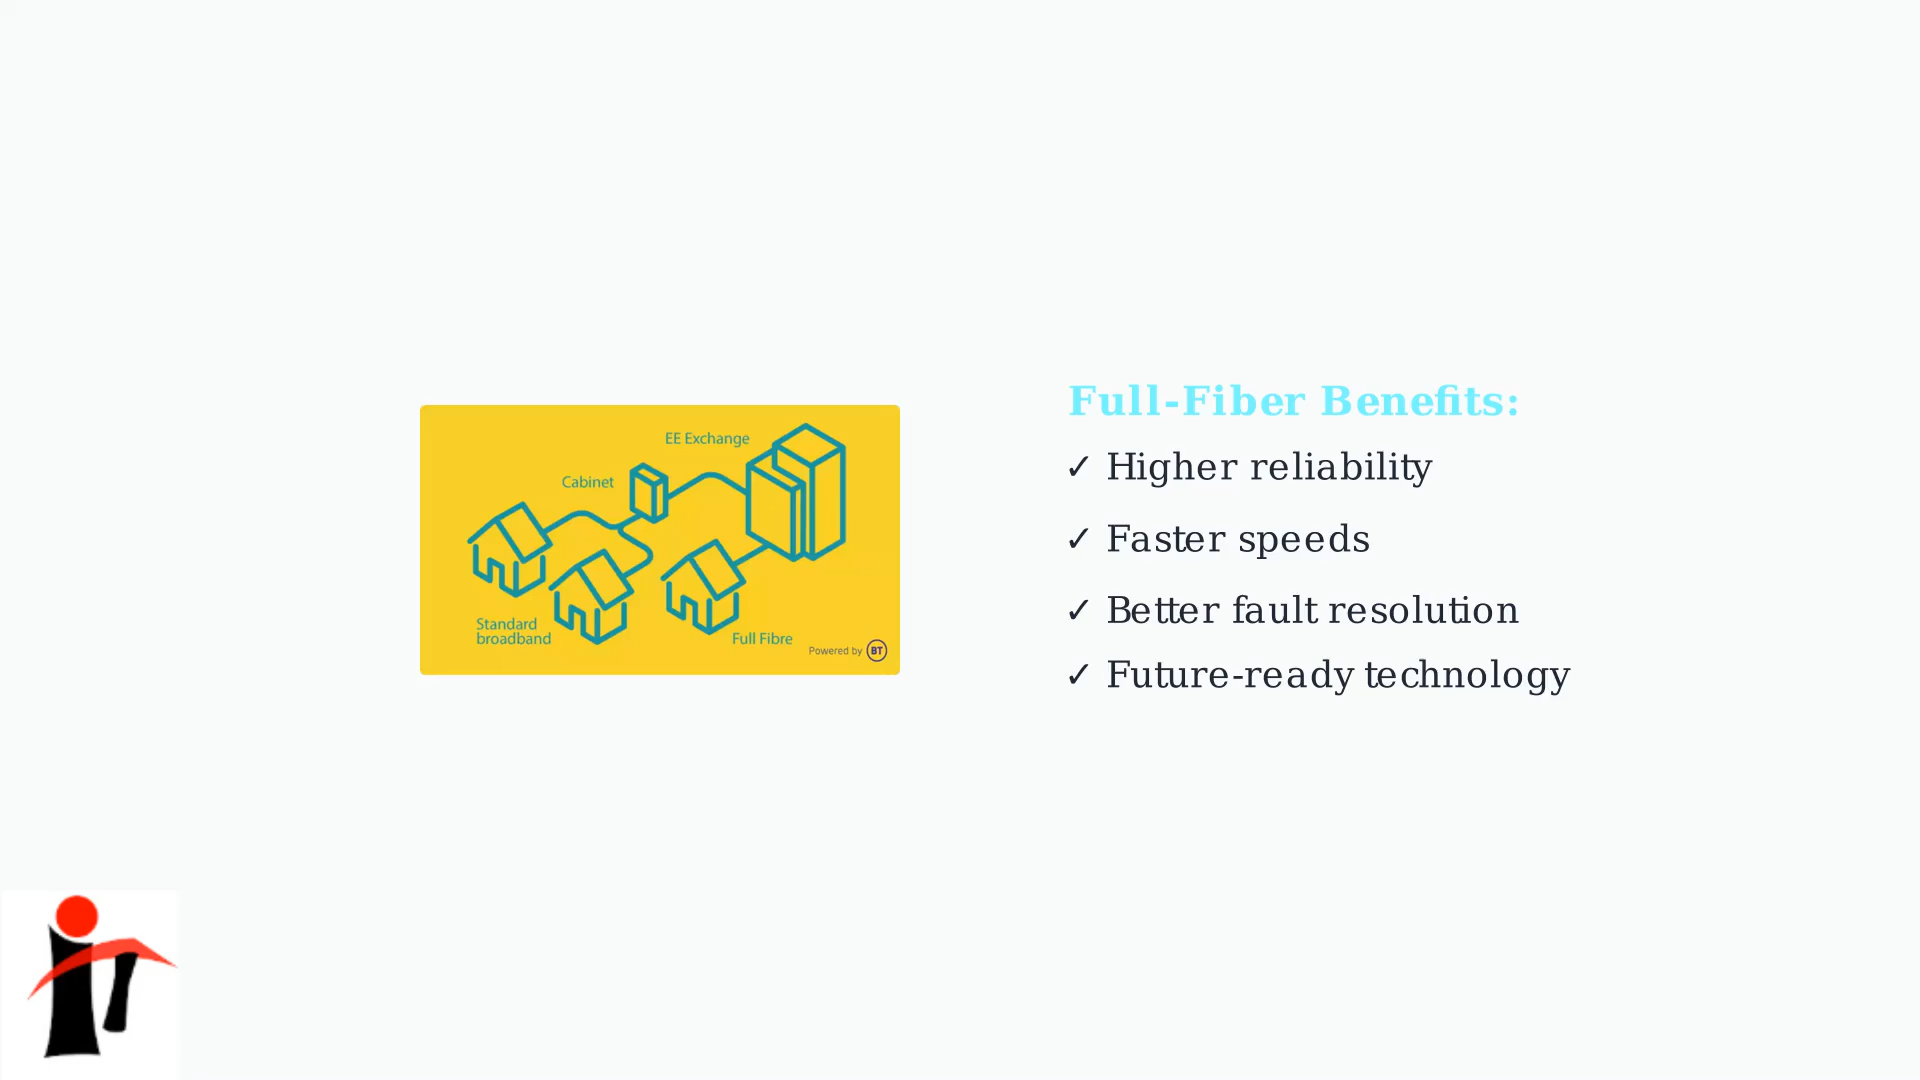 EE Exchange
Cabinet
Standard
broadband
Full Fibre
Powered by BT
Full-Fiber Benefits:
✓ Higher reliability
✓ Faster speeds
✓ Better fault resolution
✓ Future-ready technology